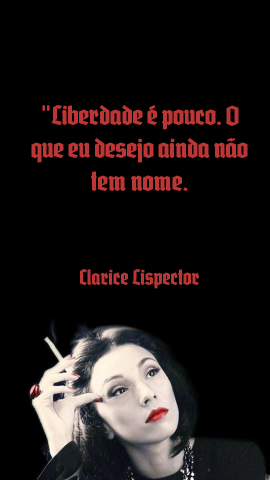 "Liberdade é pouco. O
que eu desejo ainda não
tem nome.
Clarice Lispector